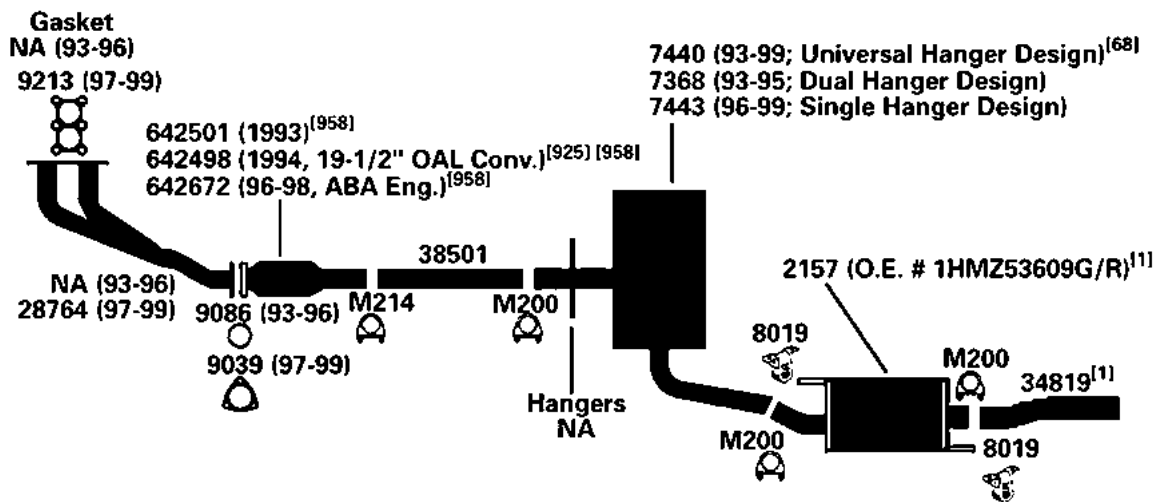 Gasket
NA (93-96)
9213 (97-99)
7440 (93-99; Universal Hanger Design)[68]
7368 (93-95; Dual Hanger Design)
7443 (96-99; Single Hanger Design)
642501 (1993)[958]
642498 (1994, 19-1/2" OAL Conv.)[925] [958]
642672 (96-98, ABA Eng.)[958]
38501
NA (93-96)
28764 (97-99)
9086 (93-96)
9039 (97-99)
M214
M200
Hangers
NA
2157 (O.E. # 1HMZ53609G/R)[1]
8019
M200
34819[1]
M200
8019